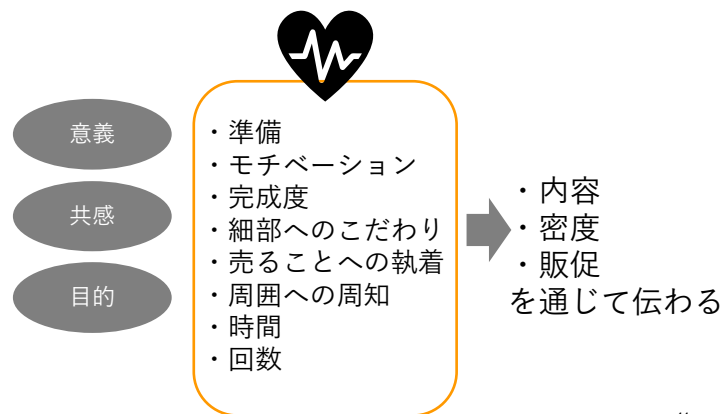 意義
共感
目的
・準備
・モチベーション
・完成度
・細部へのこだわり
・売ることへの執着
・周囲への周知
・時間
・回数
・内容
・密度
・販促
を通じて伝わる